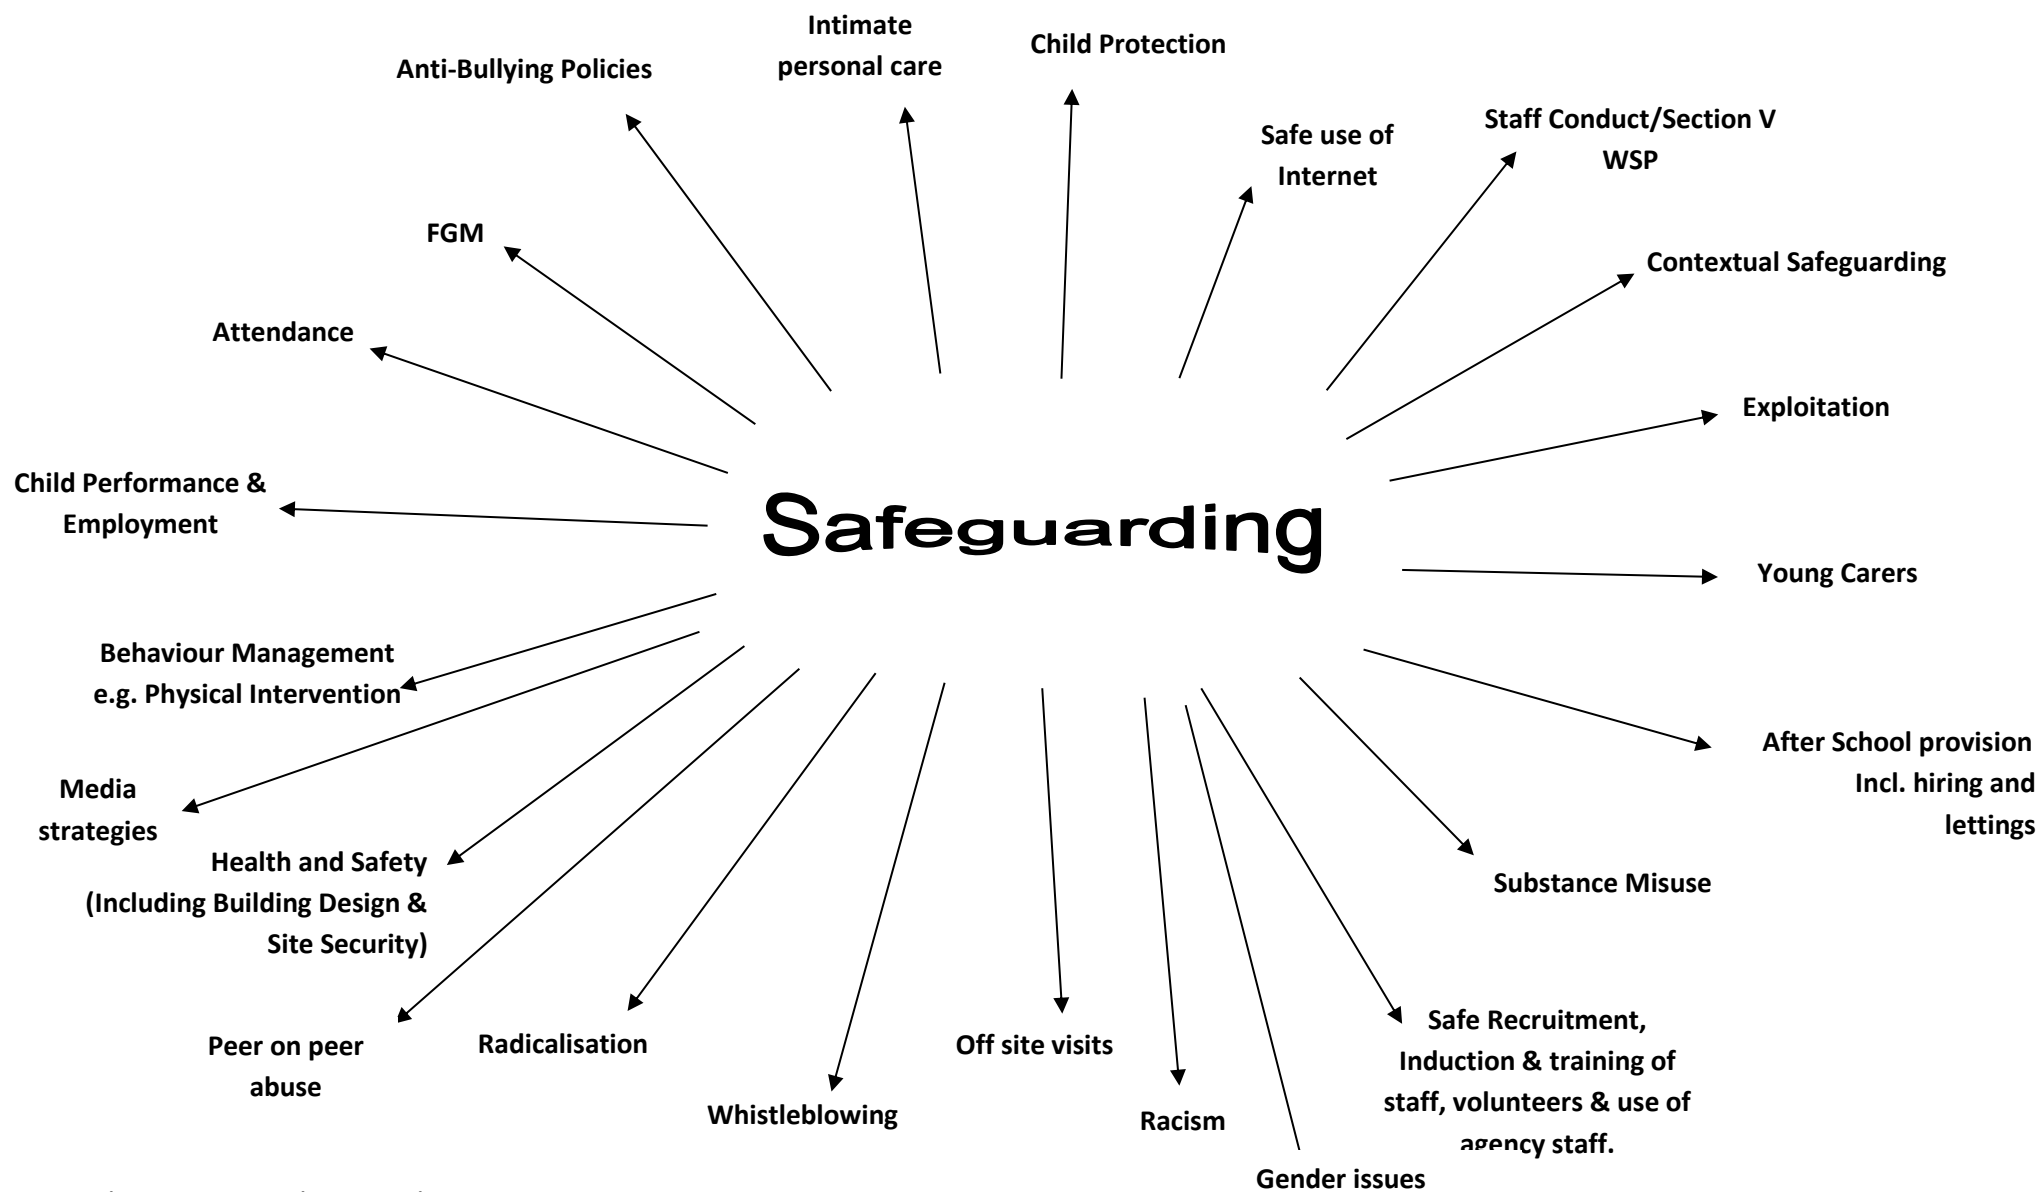 Intimate
personal care
Child Protection
Anti-Bullying Policies
Staff Conduct/Section V
WSP
Safe use of
Internet
FGM
Contextual Safeguarding
Attendance
Exploitation
Child Performance &
Employment
Safeguarding
Young Carers
Behaviour Management
e.g. Physical Intervention
After School provision
Incl. hiring and
lettings
Media
strategies
Health and Safety
(Including Building Design &
Site Security)
Substance Misuse
Peer on peer
abuse
Radicalisation
Off site visits
Safe Recruitment,
Induction & training of
staff, volunteers & use of
agency staff.
Whistleblowing
Racism
Gender issues